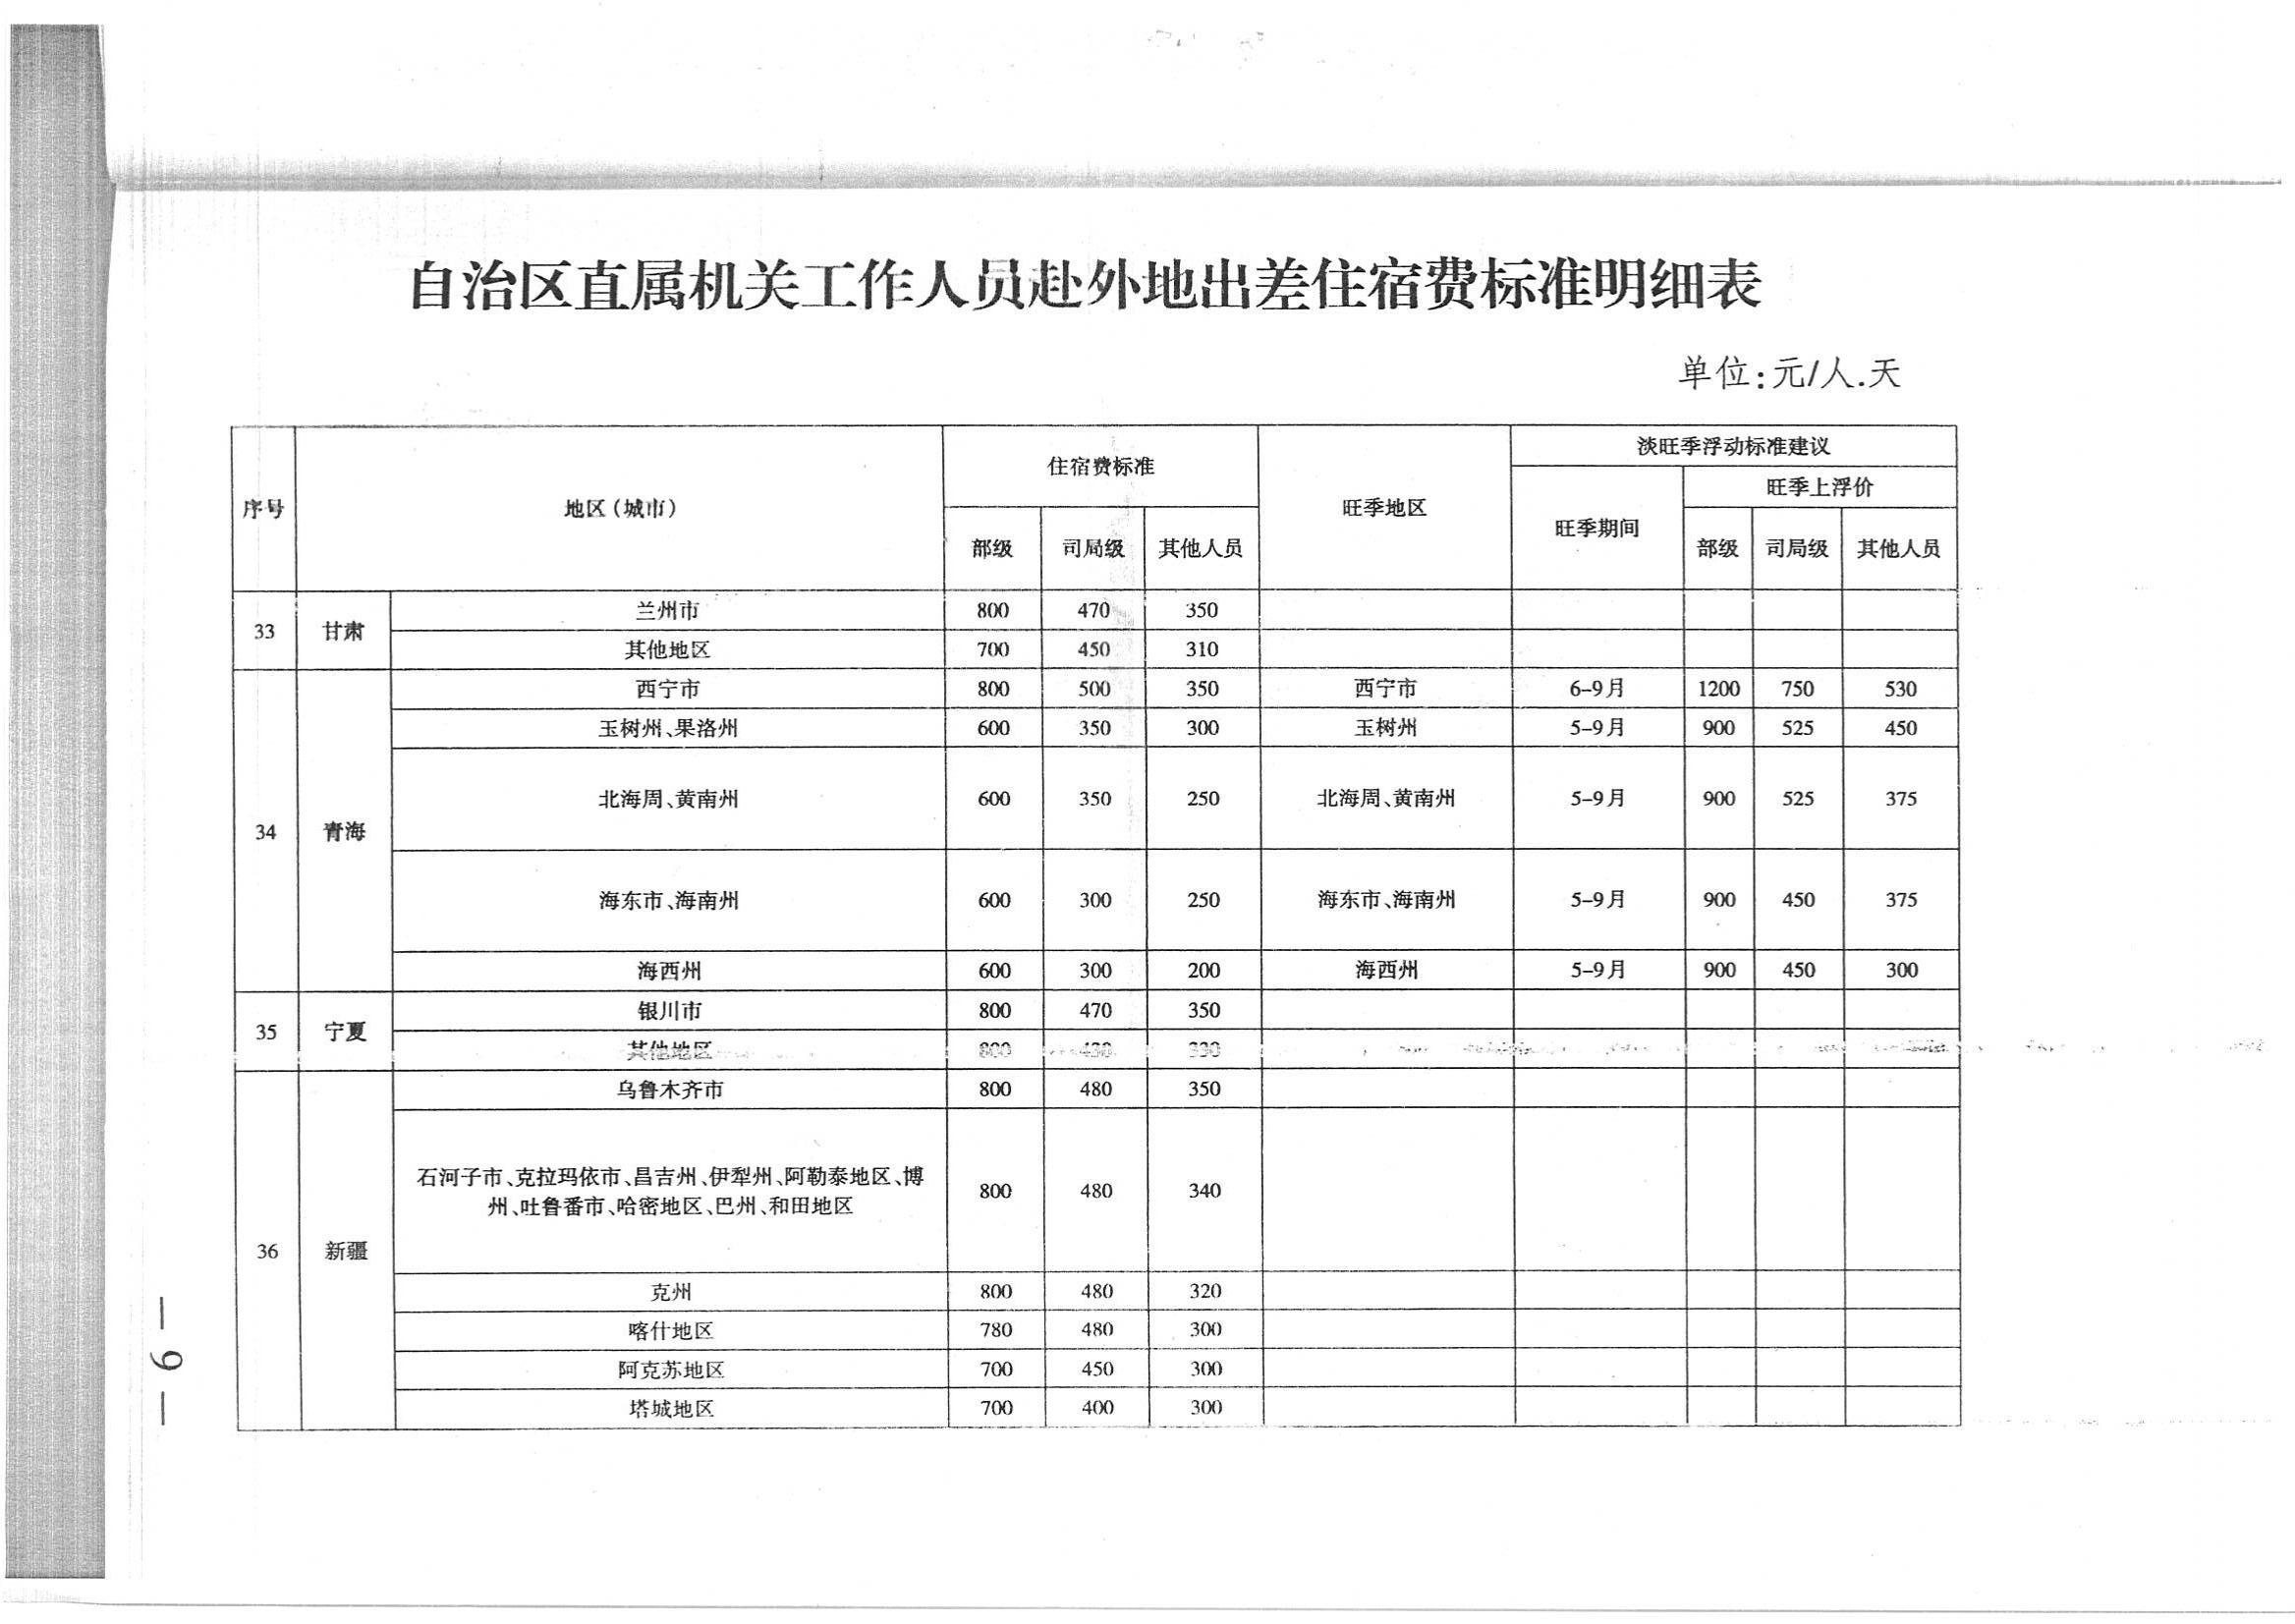 自治区直属机关工作人员赴外地出差住宿费标准明细表
单位:元/人.天
序号 地区(城市) 住宿费标准 旺季地区 淡旺季浮动标准建议
旺季期间 旺季上浮价
部级 司局级 其他人员 部级 司局级 其他人员
33 甘肃 兰州市 800 470 350
其他地区 700 450 310
34 青海 西宁市 800 500 350 西宁市 6-9月 1200 750 530
玉树州、果洛州 600 350 300 玉树州 5-9月 900 525 450
北海周、黄南州 600 350 250 北海周、黄南州 5-9月 900 525 375
海东市、海南州 600 300 250 海东市、海南州 5-9月 900 450 375
海西州 600 300 200 海西州 5-9月 900 450 300
35 宁夏 银川市 800 470 350
其他地区
36 新疆 乌鲁木齐市 800 480 350
石河子市、克拉玛依市、昌吉州、伊犁州、阿勒泰地区、博
州、吐鲁番市、哈密地区、巴州、和田地区 800 480 340
克州 800 480 320
喀什地区 780 480 300
阿克苏地区 700 450 300
塔城地区 700 400 300
— 9 —